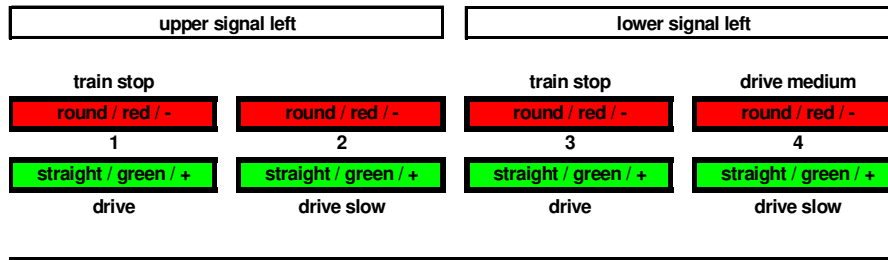 upper signal left lower signal left
train stop train stop drive medium
round / red / - round / red / - round / red / - round / red / -
1 2 3 4
straight / green / + straight / green / + straight / green / + straight / green / +
drive drive slow drive drive slow